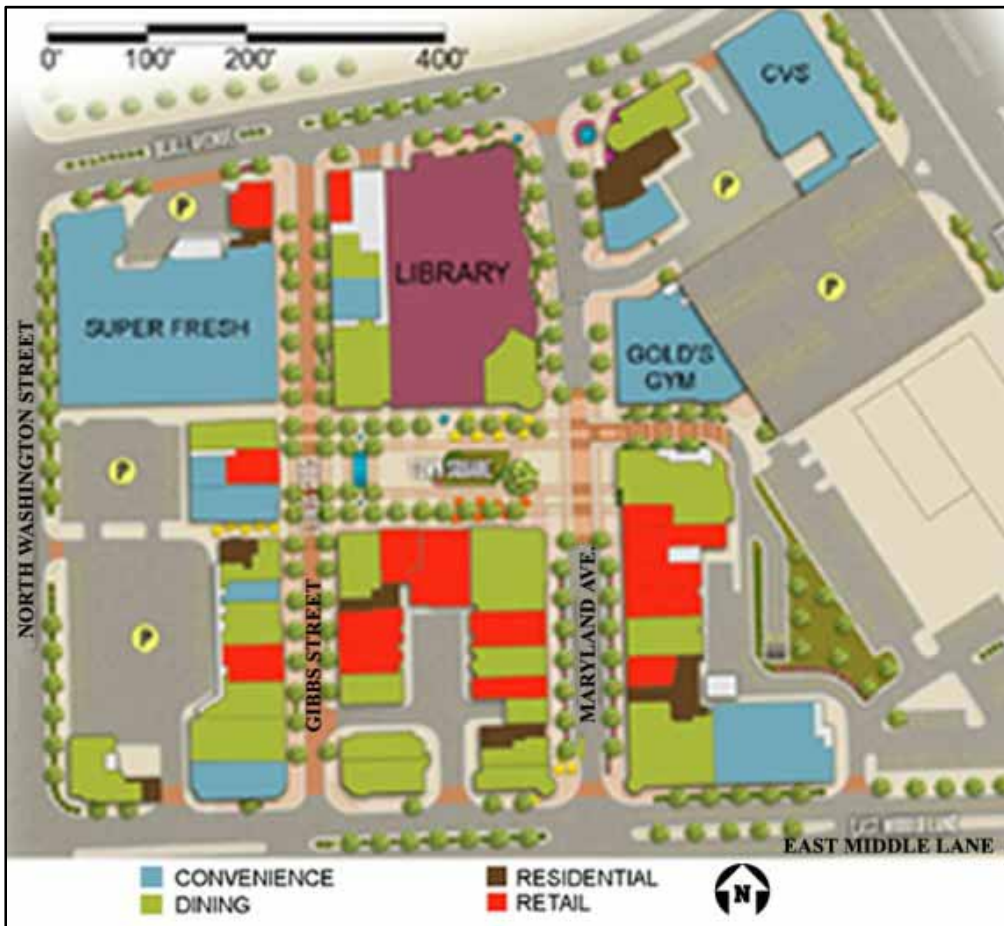 0' 100' 200' 400'
CVS
P
P
LIBRARY
P
SUPER FRESH
GOLD'S
GYM
P
P
NORTH WASHINGTON STREET
GIBBS STREET
MARYLAND AVE.
EAST MIDDLE LANE
CONVENIENCE
DINING
RESIDENTIAL
RETAIL
N